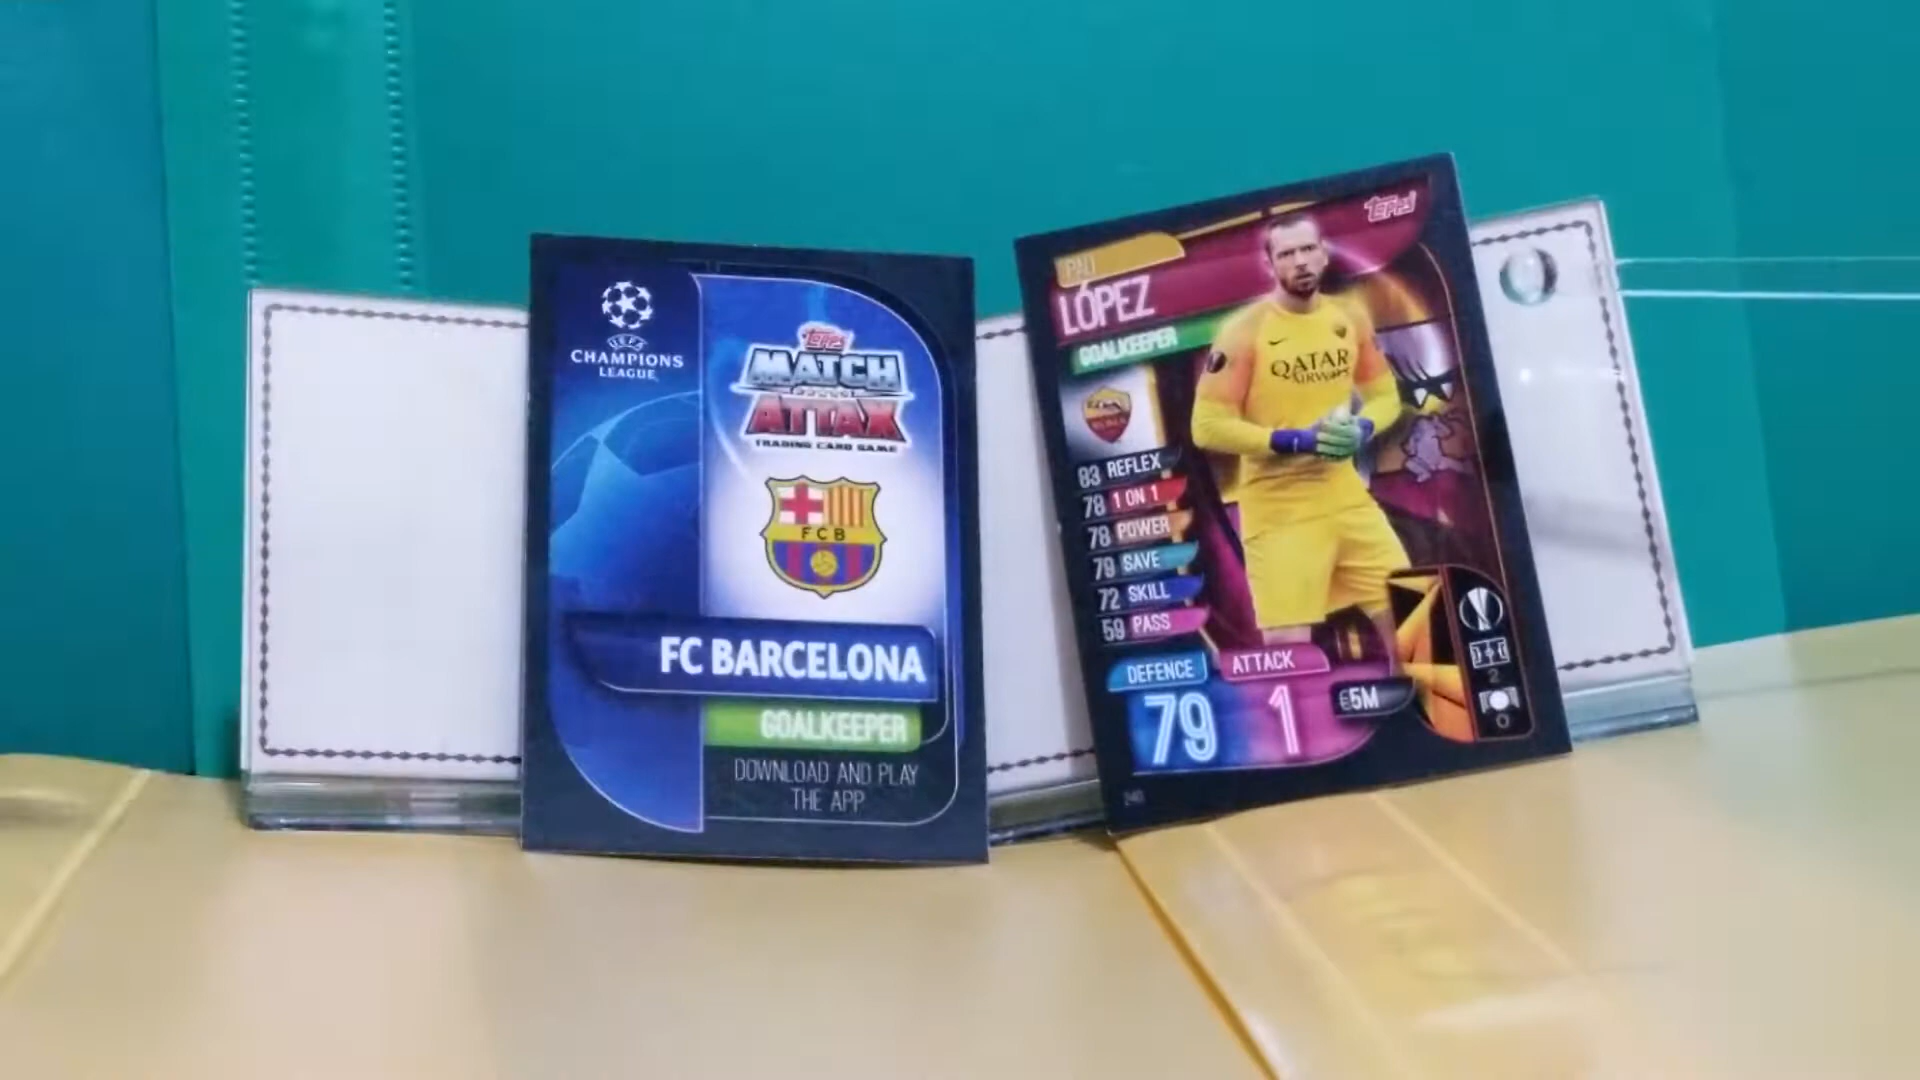 UEFA
CHAMPIONS
LEAGUE
TOPPS
MATCH
ATTAX
TRADING CARD GAME
FCB
FC BARCELONA
GOALKEEPER
DOWNLOAD AND PLAY
THE APP
TOPPS
PAU
LÓPEZ
GOALKEEPER
QATAR
AIRWAYS
83 REFLEX
78 1 ON 1
78 POWER
79 SAVE
72 SKILL
59 PASS
DEFENCE ATTACK
79 1 €5M
2
0